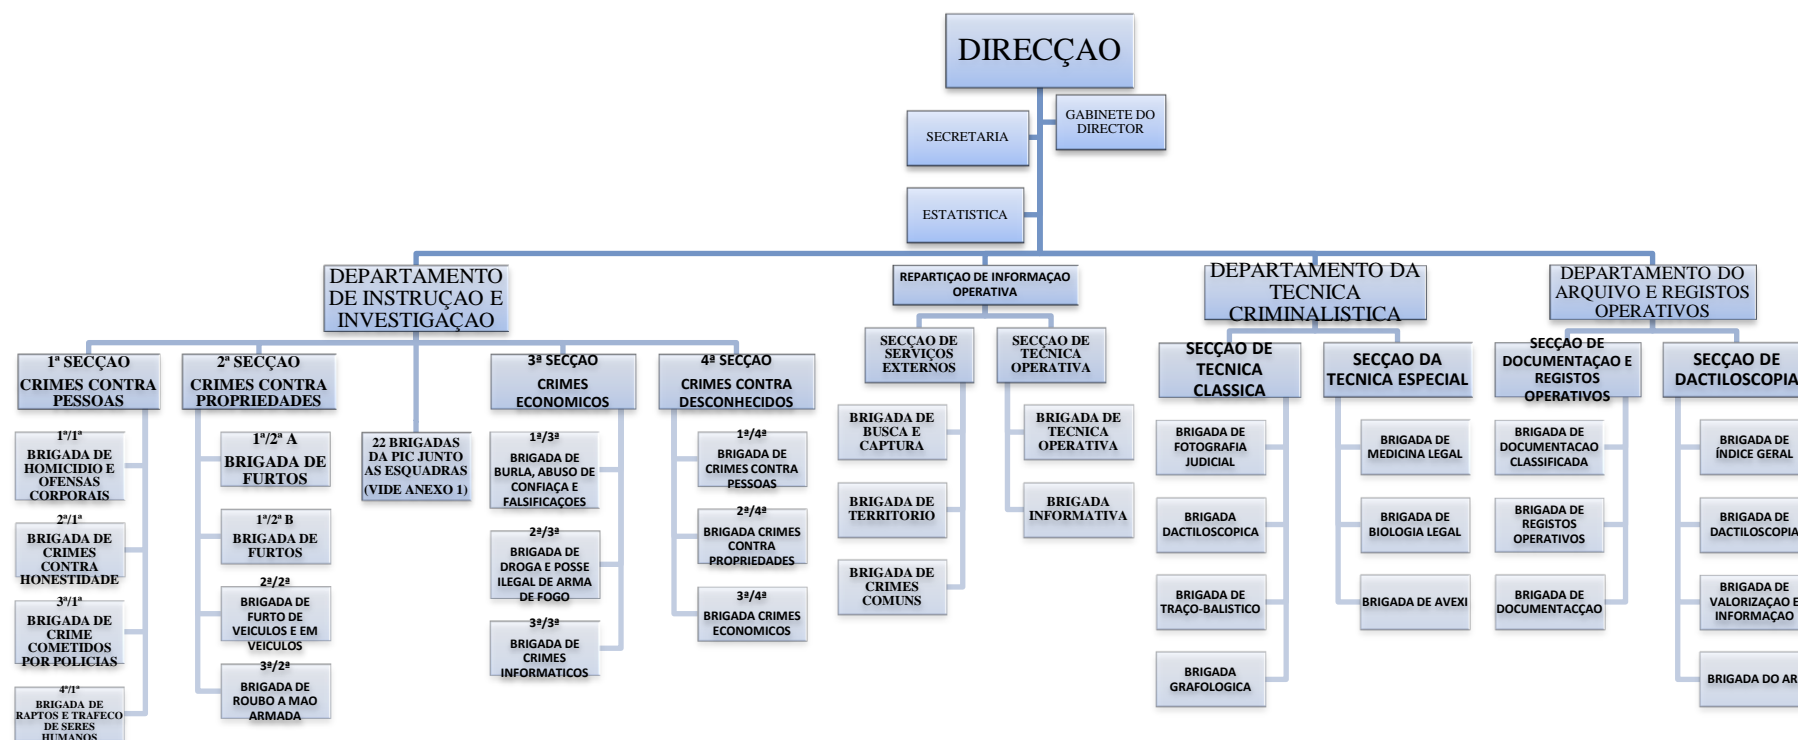 DIRECÇAO
GABINETE DO
DIRECTOR
SECRETARIA
ESTATISTICA
DEPARTAMENTO
DE INSTRUÇAO E
INVESTIGAÇAO
1ª SECÇAO
CRIMES CONTRA
PESSOAS
1ª/1ª
BRIGADA DE
HOMICIDIO E
OFENSAS
CORPORAIS
2ª/1ª
BRIGADA DE
CRIMES
CONTRA
HONESTIDADE
3ª/1ª
BRIGADA DE
CRIME
COMETIDOS
POR POLICIAS
4ª/1ª
BRIGADA DE
RAPTOS E TRAFECO
DE SERES
HUMANOS
2ª SECÇAO
CRIMES CONTRA
PROPRIEDADES
1ª/2ª A
BRIGADA DE
FURTOS
1ª/2ª B
BRIGADA DE
FURTOS
2ª/2ª
BRIGADA DE
FURTO DE
VEICULOS E EM
VEICULOS
3ª/2ª
BRIGADA DE
ROUBO A MAO
ARMADA
22 BRIGADAS
DA PIC JUNTO
AS ESQUADRAS
(VIDE ANEXO 1)
3ª SECÇAO
CRIMES
ECONOMICOS
1ª/3ª
BRIGADA DE
BURLA, ABUSO DE
CONFIAÇA E
FALSIFICAÇOES
2ª/3ª
BRIGADA DE
DROGA E POSSE
ILEGAL DE ARMA
DE FOGO
3ª/3ª
BRIGADA DE
CRIMES
INFORMATICOS
4ª SECÇAO
CRIMES CONTRA
DESCONHECIDOS
1ª/4ª
BRIGADA DE
CRIMES CONTRA
PESSOAS
2ª/4ª
BRIGADA CRIMES
CONTRA
PROPRIEDADES
3ª/4ª
BRIGADA CRIMES
ECONOMICOS
REPARTIÇAO DE INFORMAÇAO
OPERATIVA
SECÇAO DE
SERVIÇOS
EXTERNOS
BRIGADA DE
BUSCA E
CAPTURA
BRIGADA DE
TERRITORIO
BRIGADA DE
CRIMES
COMUNS
SECÇAO DE
TECNICA
OPERATIVA
BRIGADA DE
TECNICA
OPERATIVA
BRIGADA
INFORMATIVA
DEPARTAMENTO DA
TECNICA
CRIMINALISTICA
SECÇAO DE
TECNICA
CLASSICA
BRIGADA DE
FOTOGRAFIA
JUDICIAL
BRIGADA
DACTILOSCOPICA
BRIGADA DE
TRAÇO-BALISTICO
BRIGADA
GRAFOLOGICA
SECÇAO DA
TECNICA ESPECIAL
BRIGADA DE
MEDICINA LEGAL
BRIGADA DE
BIOLOGIA LEGAL
BRIGADA DE AVEXI
DEPARTAMENTO DO
ARQUIVO E REGISTOS
OPERATIVOS
SECÇAO DE
DOCUMENTAÇAO E
REGISTOS
OPERATIVOS
BRIGADA DE
DOCUMENTACAO
CLASSIFICADA
BRIGADA DE
REGISTOS
OPERATIVOS
BRIGADA DE
DOCUMENTACÇAO
SECÇAO DE
DACTILOSCOPIA
BRIGADA DE
ÍNDICE GERAL
BRIGADA DE
DACTILOSCOPIA
BRIGADA DE
VALORIZAÇAO E
INFORMAÇAO
BRIGADA DO